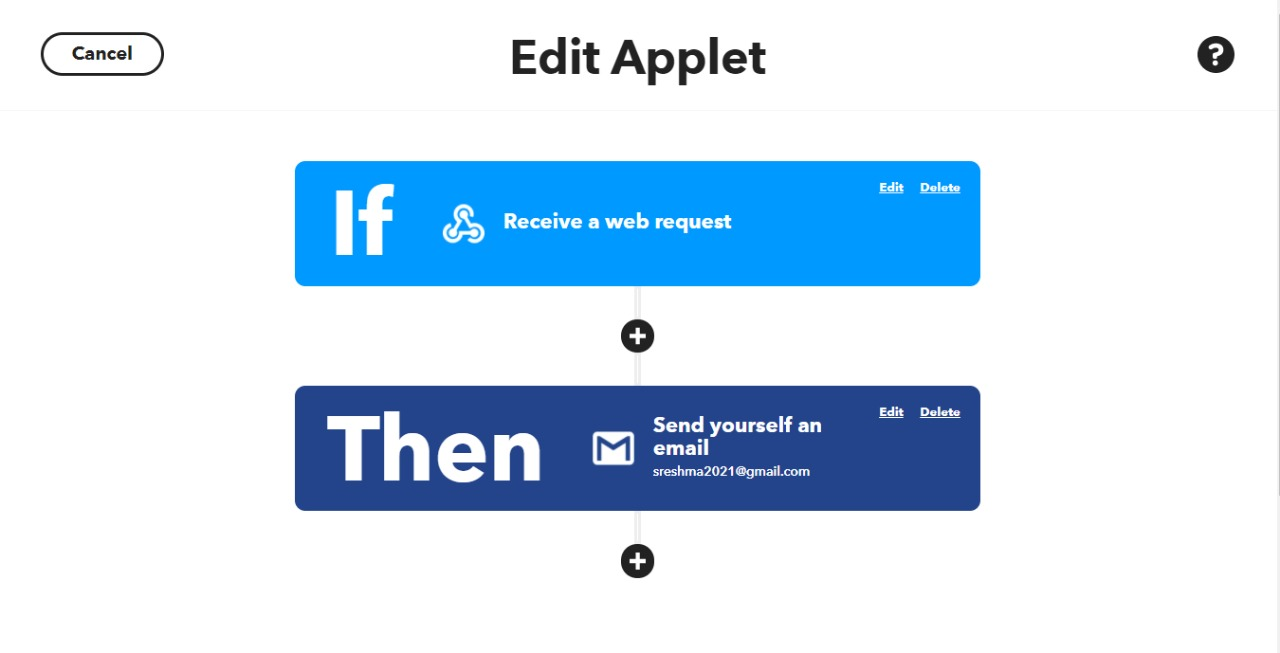 Cancel
Edit Applet
?
If
Receive a web request
Edit Delete
Then
Send yourself an
email
sreshma2021@gmail.com
Edit Delete